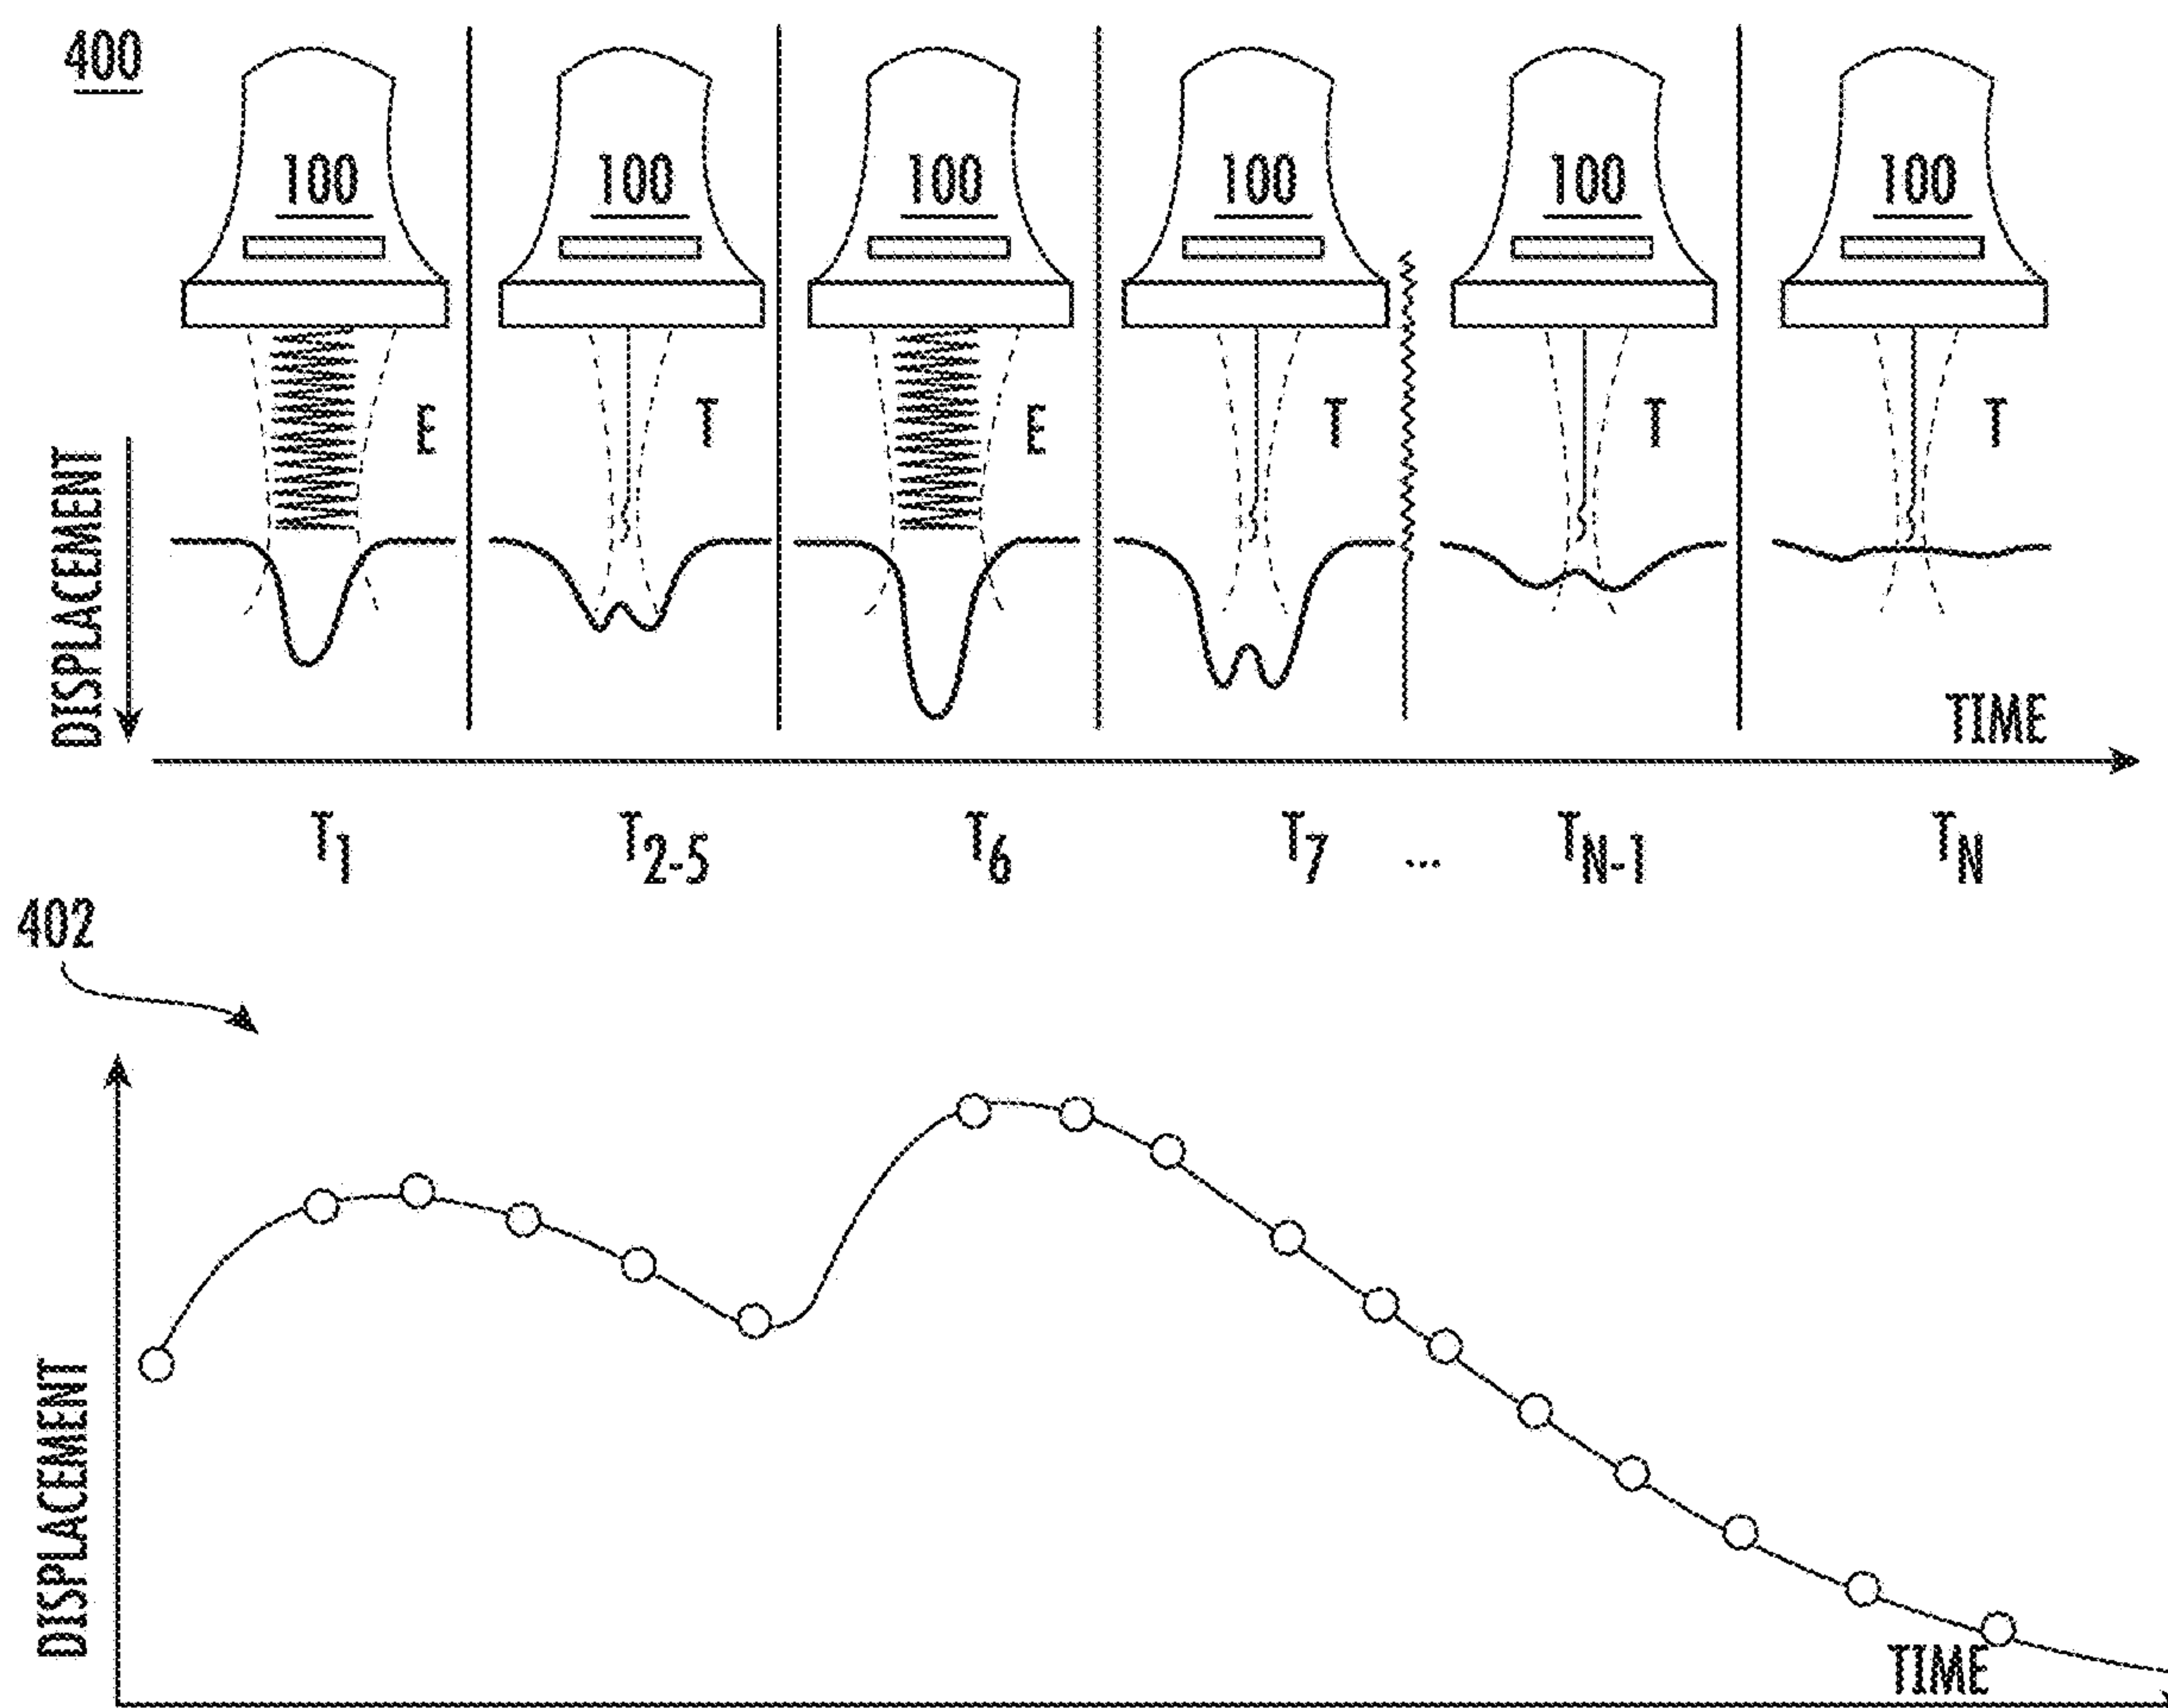 400
100 100 100 100 100 100
E T E T T T
DISPLACEMENT
TIME
T1 T2-5 T6 T7 ... TN-1 TN
402
DISPLACEMENT
TIME